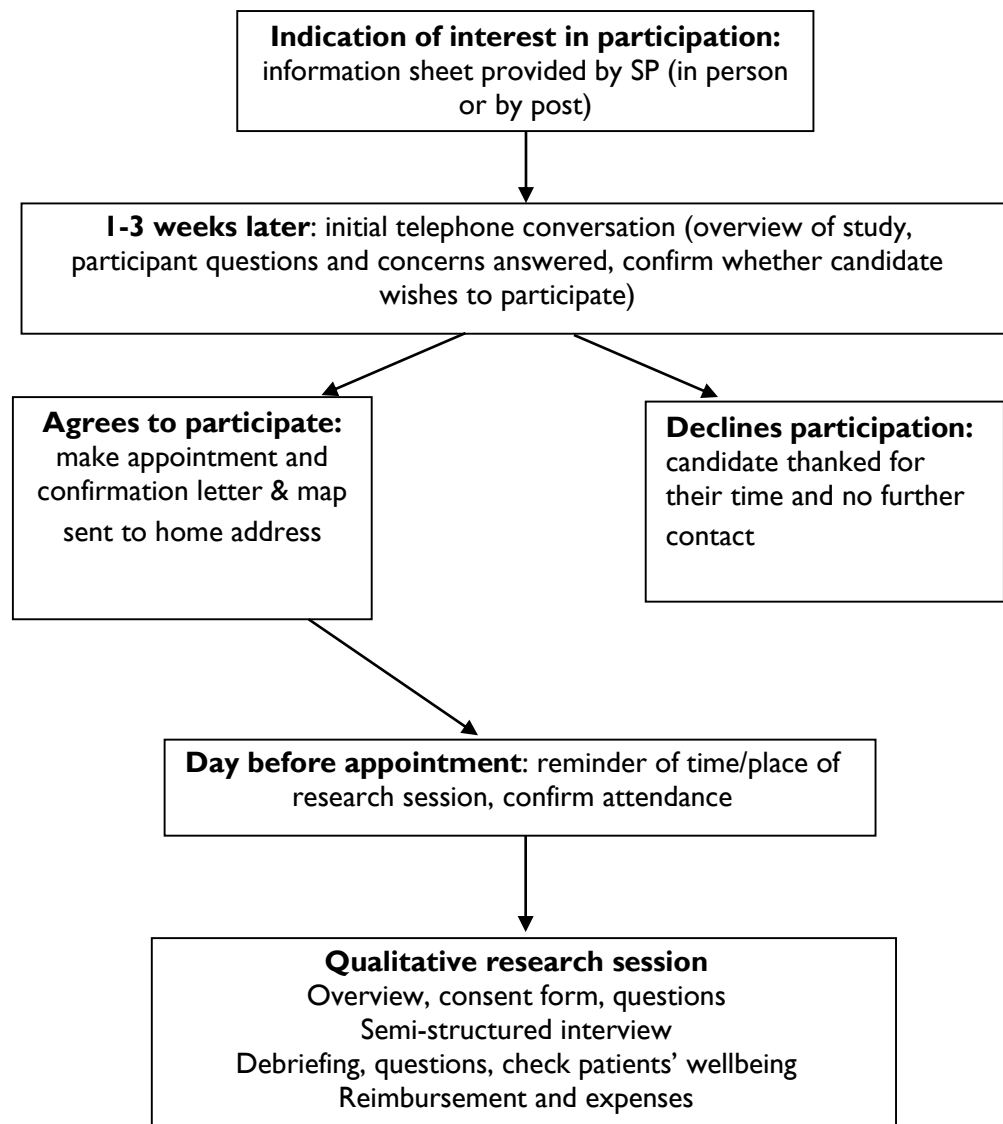 Indication of interest in participation:
information sheet provided by SP (in person
or by post)
1-3 weeks later: initial telephone conversation (overview of study,
participant questions and concerns answered, confirm whether candidate
wishes to participate)
Agrees to participate:
make appointment and
confirmation letter & map
sent to home address
Declines participation:
candidate thanked for
their time and no further
contact
Day before appointment: reminder of time/place of
research session, confirm attendance
Qualitative research session
Overview, consent form, questions
Semi-structured interview
Debriefing, questions, check patients’ wellbeing
Reimbursement and expenses